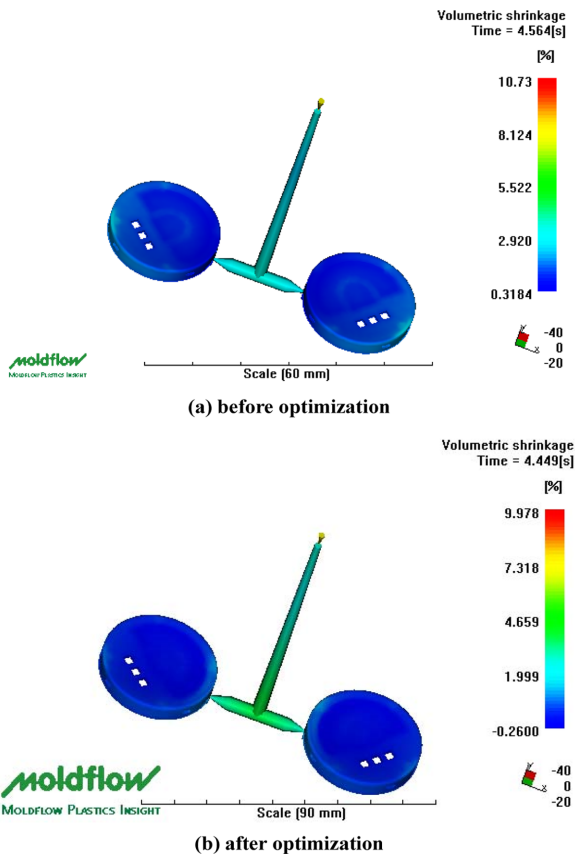 Volumetric shrinkage
Time = 4.564[s]
[%]
10.73
8.124
5.522
2.920
0.3184
Y
X
-40
0
-20
moldflow
MOLDFLOW PLASTICS INSIGHT
Scale (60 mm)
(a) before optimization
Volumetric shrinkage
Time = 4.449[s]
[%]
9.978
7.318
4.659
1.999
-0.2600
-40
0
-20
moldflow
MOLDFLOW PLASTICS INSIGHT
Scale (90 mm)
(b) after optimization